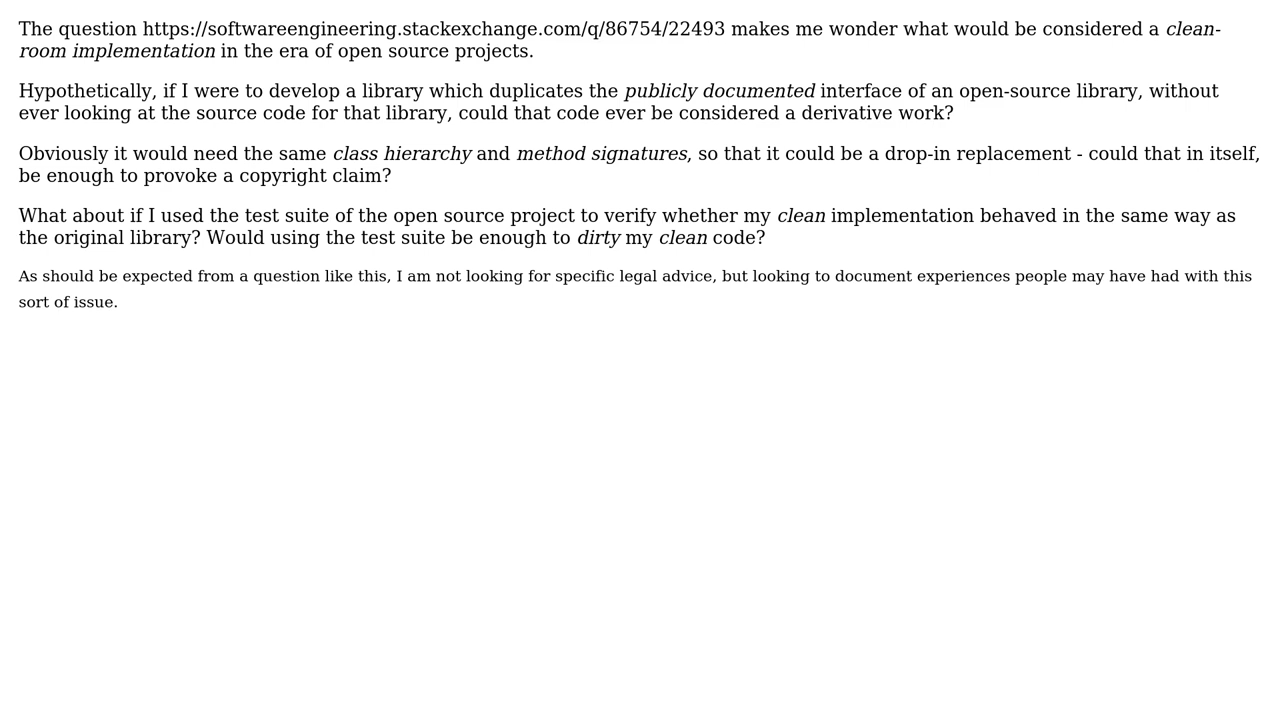 The question https://softwareengineering.stackexchange.com/q/86754/22493 makes me wonder what would be considered a clean-
room implementation in the era of open source projects.
Hypothetically, if I were to develop a library which duplicates the publicly documented interface of an open-source library, without
ever looking at the source code for that library, could that code ever be considered a derivative work?
Obviously it would need the same class hierarchy and method signatures, so that it could be a drop-in replacement - could that in itself,
be enough to provoke a copyright claim?
What about if I used the test suite of the open source project to verify whether my clean implementation behaved in the same way as
the original library? Would using the test suite be enough to dirty my clean code?
As should be expected from a question like this, I am not looking for specific legal advice, but looking to document experiences people may have had with this
sort of issue.